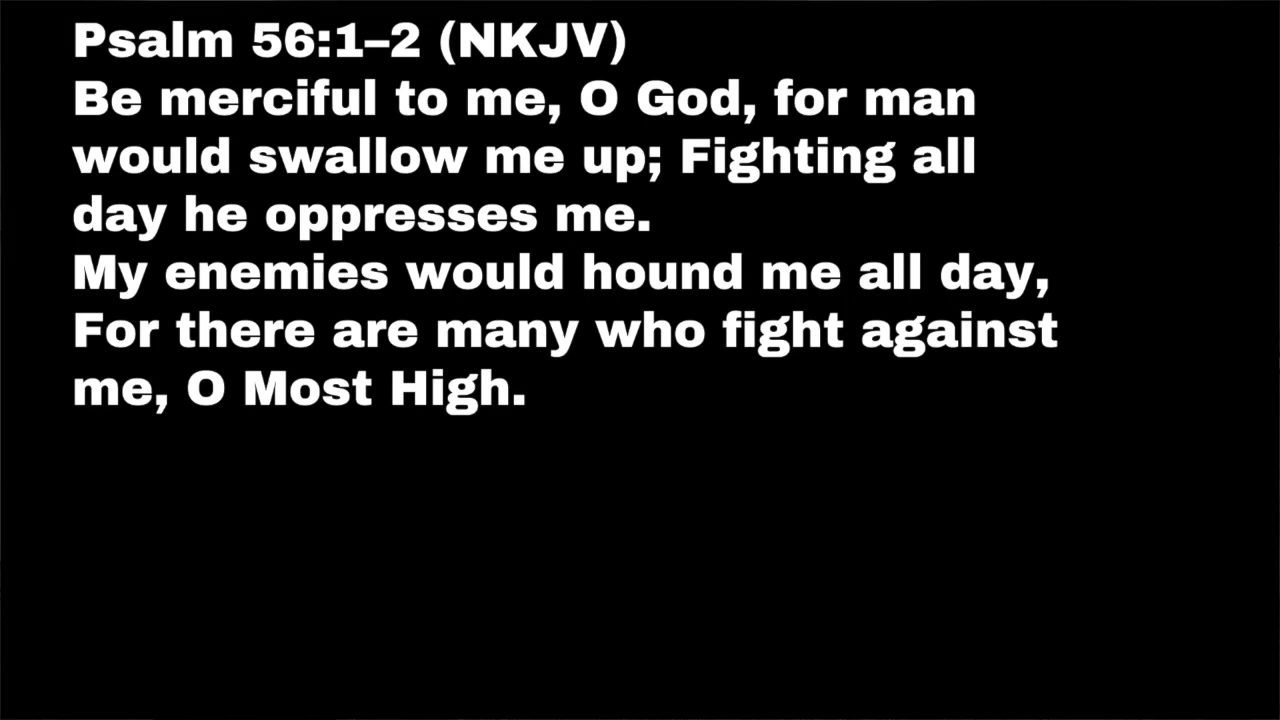 Psalm 56:1–2 (NKJV)
Be merciful to me, O God, for man
would swallow me up; Fighting all
day he oppresses me.
My enemies would hound me all day,
For there are many who fight against
me, O Most High.